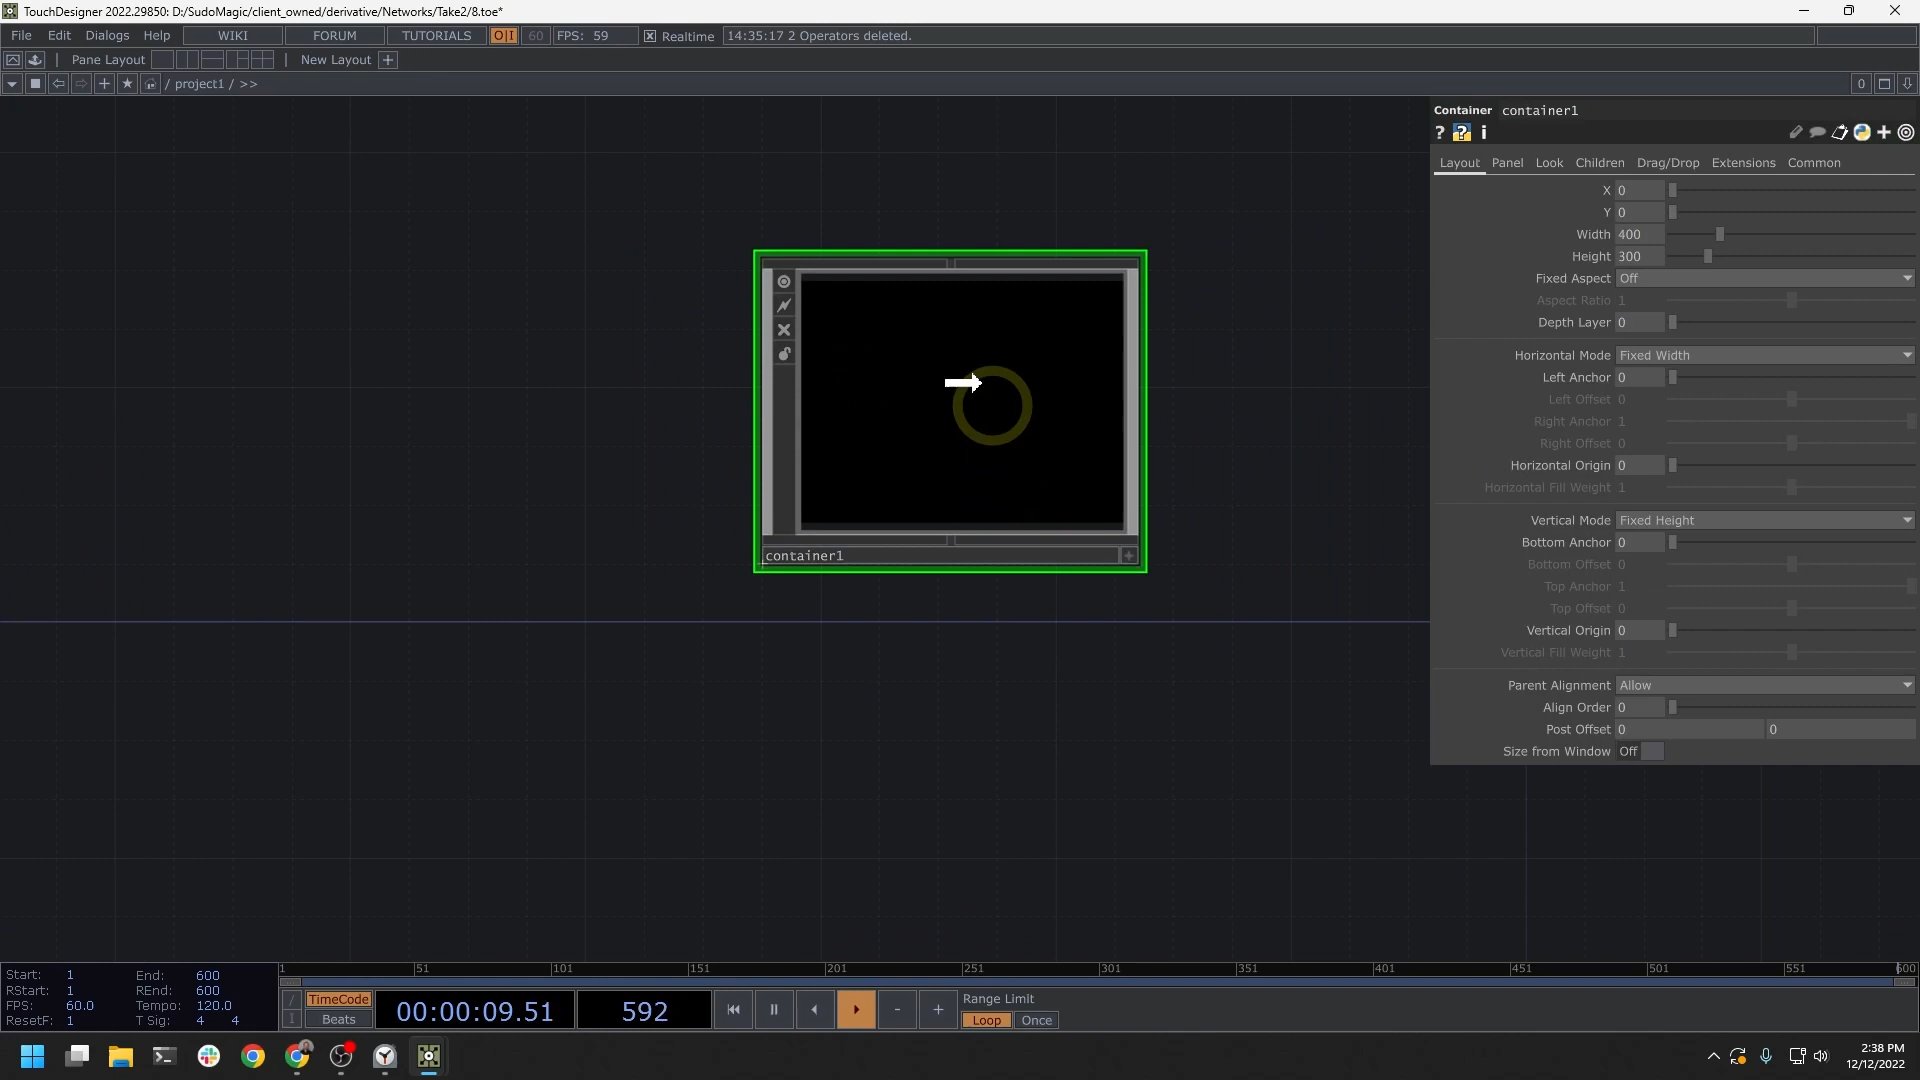 TouchDesigner 2022.29850: D:/SudoMagic/client_owned/derivative/Networks/Take2/8.toe*
File Edit Dialogs Help WIKI FORUM TUTORIALS O|I 60 FPS: 59 Realtime 14:35:17 2 Operators deleted.
Pane Layout New Layout +
/ project1 / >> 0
Container container1
? ? i
Layout Panel Look Children Drag/Drop Extensions Common
X 0
Y 0
Width 400
Height 300
Fixed Aspect Off
Aspect Ratio 1
Depth Layer 0
Horizontal Mode Fixed Width
Left Anchor 0
Left Offset 0
Right Anchor 1
Right Offset 0
Horizontal Origin 0
Horizontal Fill Weight 1
Vertical Mode Fixed Height
Bottom Anchor 0
Bottom Offset 0
Top Anchor 1
Top Offset 0
Vertical Origin 0
Vertical Fill Weight 1
Parent Alignment Allow
Align Order 0
Post Offset 0 0
Size from Window Off
container1
1 51 101 151 201 251 301 351 401 451 501 551 600
Start: 1 End: 600
RStart: 1 REnd: 600
FPS: 60.0 Tempo: 120.0
ResetF: 1 T Sig: 4 4
TimeCode
Beats
00:00:09.51
592
Range Limit
Loop Once
2:38 PM
12/12/2022